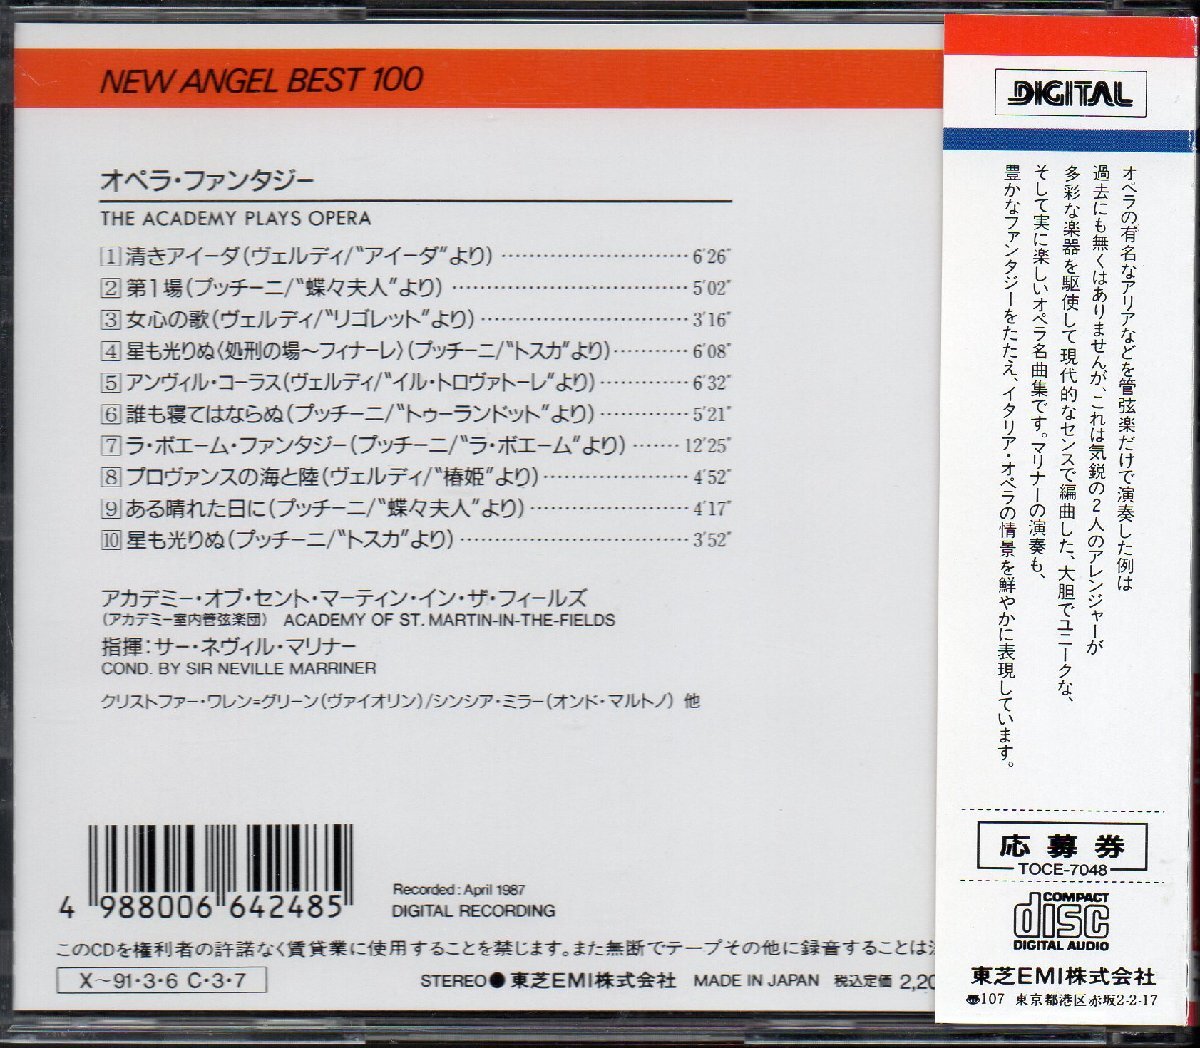 NEW ANGEL BEST 100
オペラ・ファンタジー
THE ACADEMY PLAYS OPERA
1 清きアイーダ(ヴェルディ/“アイーダ”より) ………………………… 6'26"
2 第1場(プッチーニ/“蝶々夫人”より) ………………………… 5'02"
3 女心の歌(ヴェルディ/“リゴレット”より) ………………………… 3'16"
4 星も光りぬ〈処刑の場〜フィナーレ〉(プッチーニ/“トスカ”より) ………… 6'08"
5 アンヴィル・コーラス(ヴェルディ/“イル・トロヴァトーレ”より) ………… 6'32"
6 誰も寝てはならぬ(プッチーニ/“トゥーランドット”より) ………… 5'21"
7 ラ・ボエーム・ファンタジー(プッチーニ/“ラ・ボエーム”より) ……… 12'25"
8 プロヴァンスの海と陸(ヴェルディ/“椿姫”より) ………………… 4'52"
9 ある晴れた日に(プッチーニ/“蝶々夫人”より) ………………… 4'17"
10 星も光りぬ(プッチーニ/“トスカ”より) ………………………… 3'52"
アカデミー・オブ・セント・マーティン・イン・ザ・フィールズ
(アカデミー室内管弦楽団) ACADEMY OF ST. MARTIN-IN-THE-FIELDS
指揮:サー・ネヴィル・マリナー
COND. BY SIR NEVILLE MARRINER
クリストファー・ワレン=グリーン(ヴァイオリン)/シンシア・ミラー(オンド・マルトノ) 他
4 988006 642485
Recorded : April 1987
DIGITAL RECORDING
このCDを権利者の許諾なく賃貸業に使用することを禁じます。また無断でテープその他に録音することは法
X〜91・3・6 C・3・7
STEREO●東芝EMI株式会社 MADE IN JAPAN 税込定価 2,20
DIGITAL
オペラの有名なアリアなどを管弦楽だけで演奏した例は
過去にも無くはありませんが、これは気鋭の2人のアレンジャーが
多彩な楽器を駆使して現代的なセンスで編曲した、大胆でユニークな、
そして実に楽しいオペラ名曲集です。マリナーの演奏も、
豊かなファンタジーをたたえ、イタリア・オペラの情景を鮮やかに表現しています。
応募券
TOCE-7048
COMPACT
disc
DIGITAL AUDIO
東芝EMI株式会社
107 東京都港区赤坂2-2-17